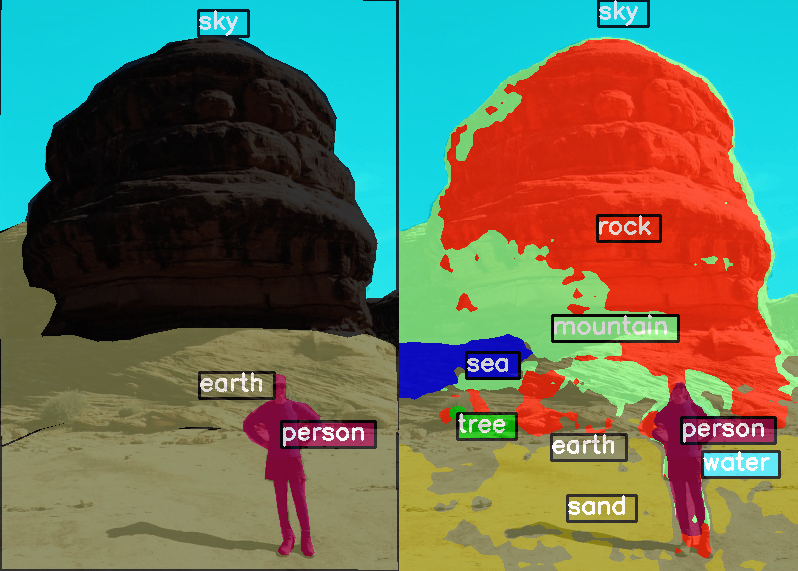 sky
earth
person
sky
rock
mountain
sea
tree
person
earth
water
sand